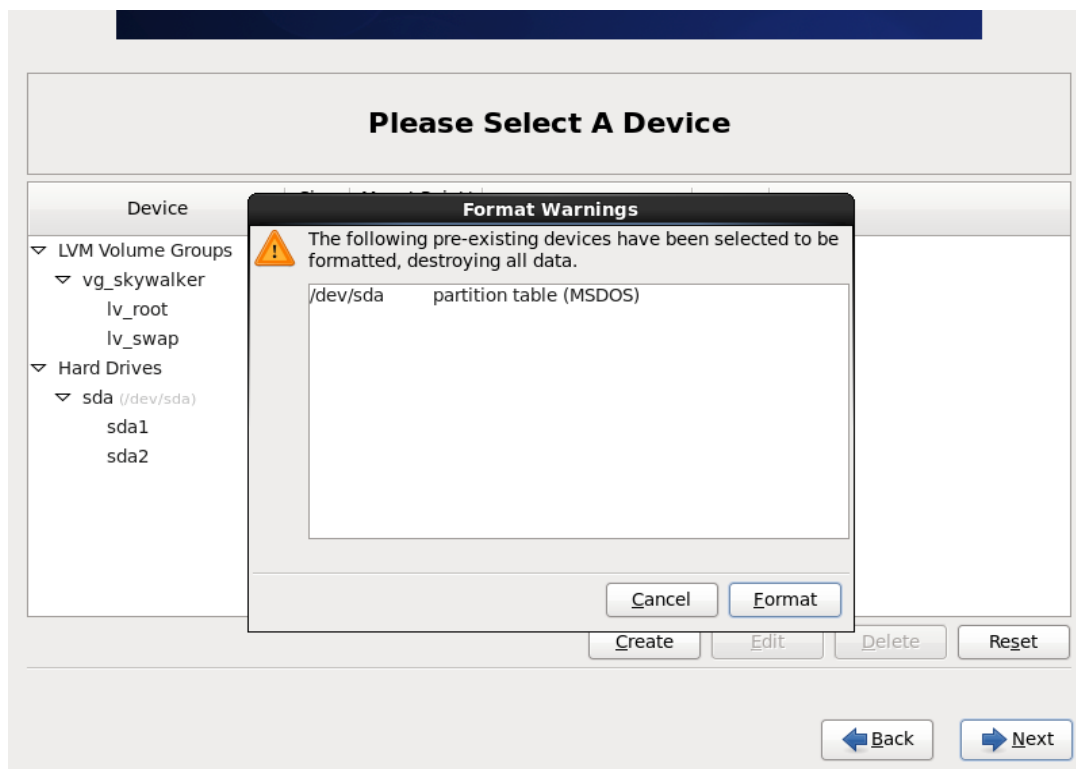 Please Select A Device
Device
Format Warnings
The following pre-existing devices have been selected to be
formatted, destroying all data.
/dev/sda partition table (MSDOS)
LVM Volume Groups
vg_skywalker
lv_root
lv_swap
Hard Drives
sda (/dev/sda)
sda1
sda2
Cancel Format
Create Edit Delete Reset
Back Next